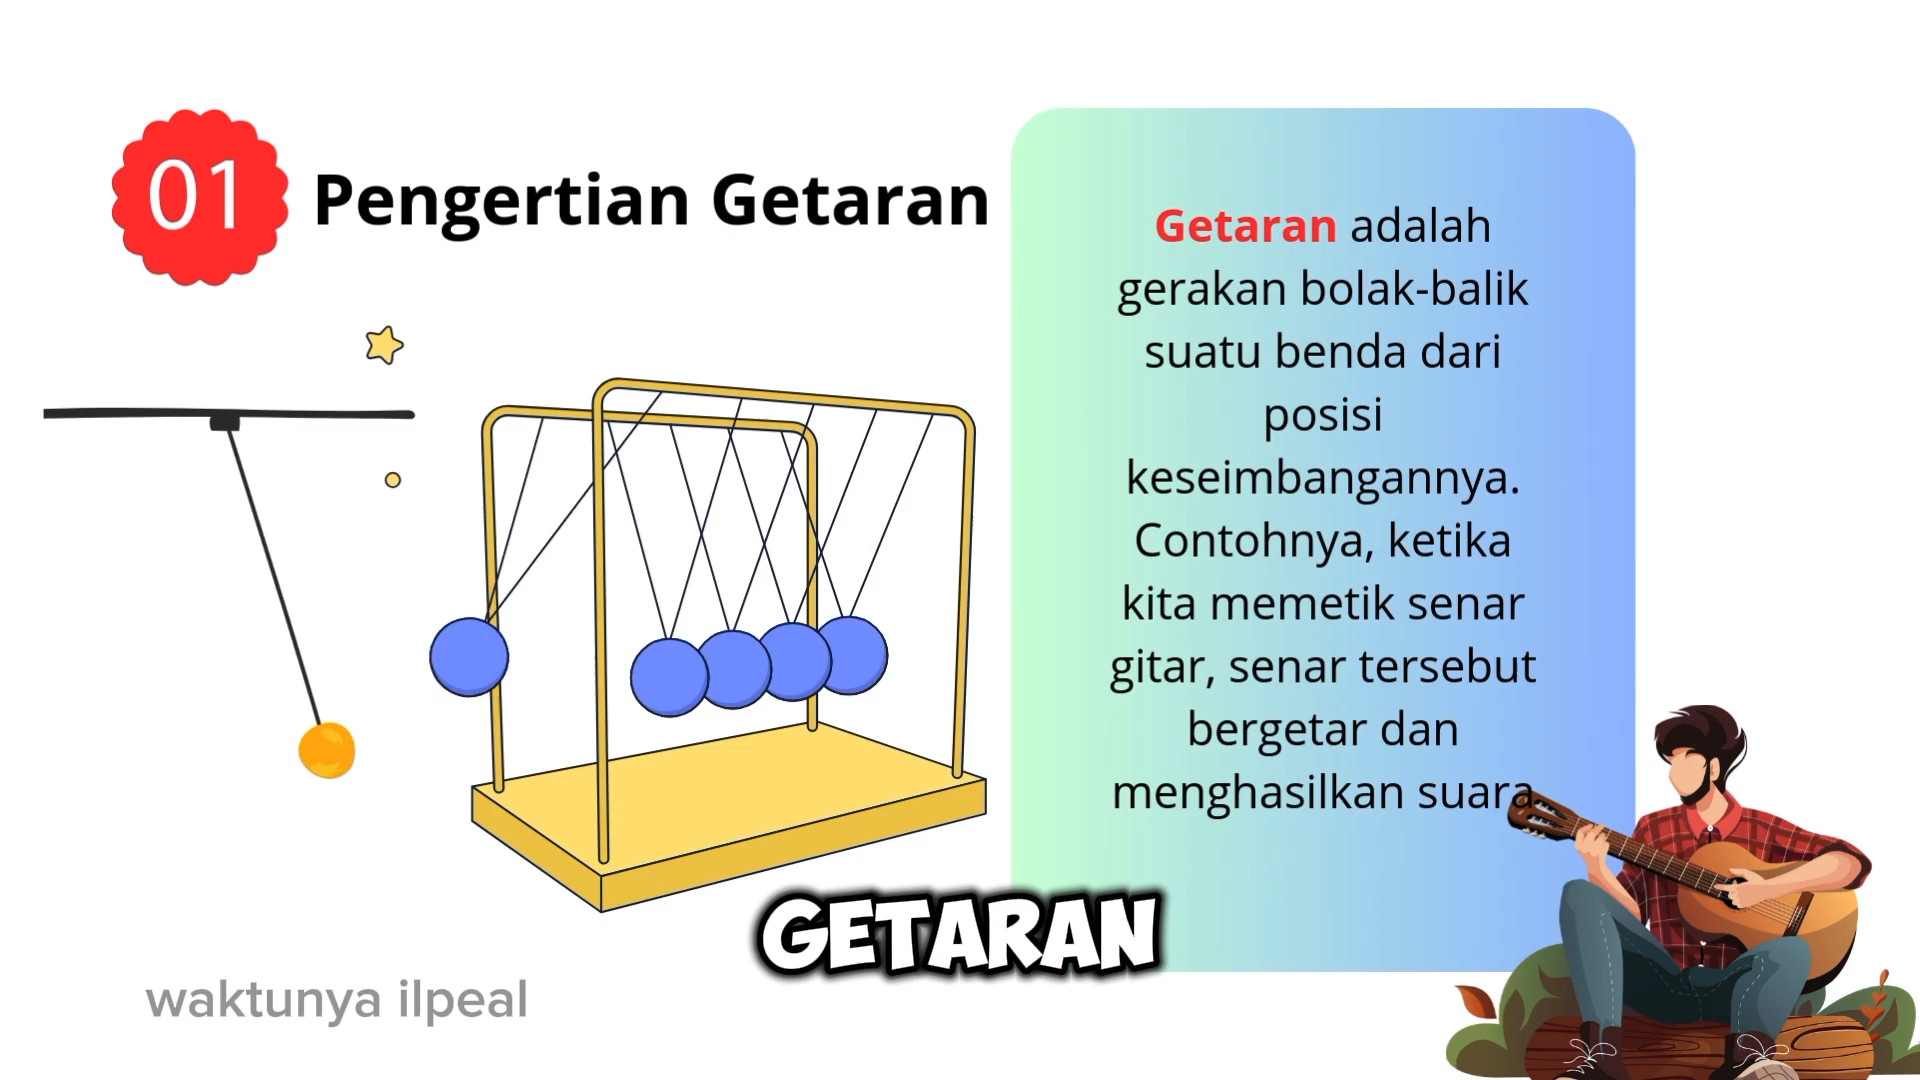 01
Pengertian Getaran
Getaran adalah
gerakan bolak-balik
suatu benda dari
posisi
keseimbangannya.
Contohnya, ketika
kita memetik senar
gitar, senar tersebut
bergetar dan
menghasilkan suara.
GETARAN
waktunya ilpeal